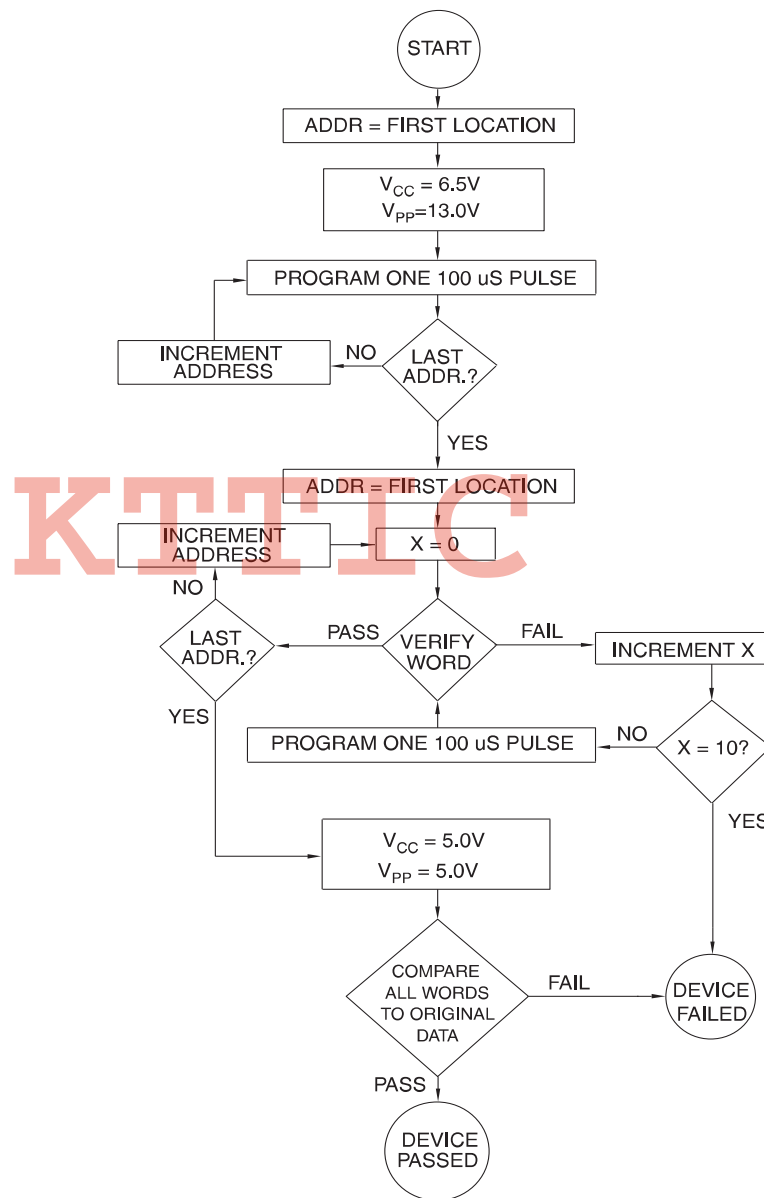 START
ADDR = FIRST LOCATION
VCC = 6.5V
VPP=13.0V
PROGRAM ONE 100 uS PULSE
INCREMENT
ADDRESS
NO
LAST
ADDR.?
YES
ADDR = FIRST LOCATION
KTTIC
INCREMENT
ADDRESS
X = 0
NO
LAST
ADDR.?
PASS
VERIFY
WORD
FAIL
INCREMENT X
YES
PROGRAM ONE 100 uS PULSE
NO
X = 10?
YES
VCC = 5.0V
VPP = 5.0V
COMPARE
ALL WORDS
TO ORIGINAL
DATA
FAIL
DEVICE
FAILED
PASS
DEVICE
PASSED